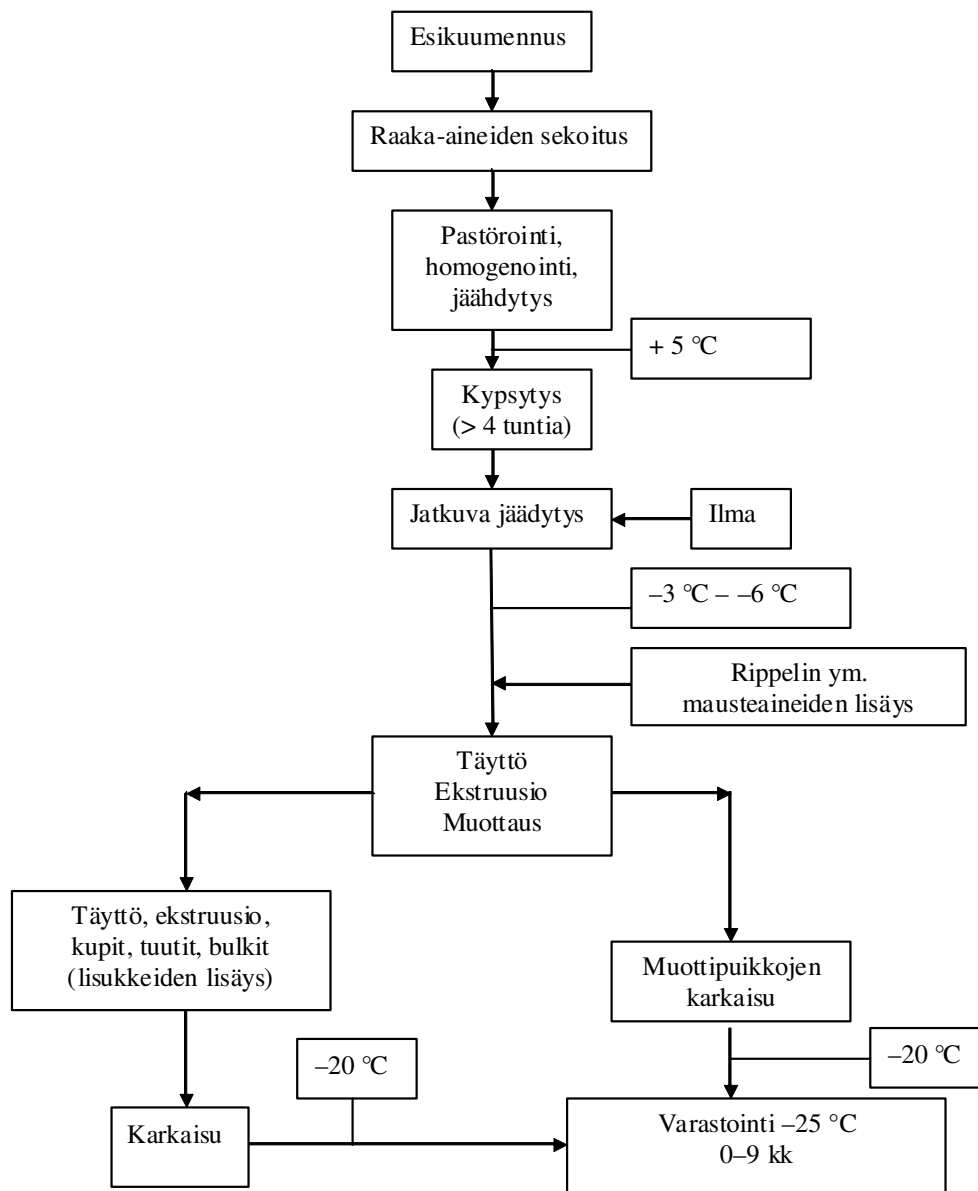 Esikuumennus
Raaka-aineiden sekoitus
Pastörointi,
homogenointi,
jäähdytys
+ 5 °C
Kypsytys
(> 4 tuntia)
Jatkuva jäädytys
Ilma
–3 °C – –6 °C
Rippelin ym.
mausteaineiden lisäys
Täyttö
Ekstruusio
Muottaus
Täyttö, ekstruusio,
kupit, tuutit, bulkit
(lisukkeiden lisäys)
Muottipuikkojen
karkaisu
–20 °C
–20 °C
Karkaisu
Varastointi –25 °C
0–9 kk